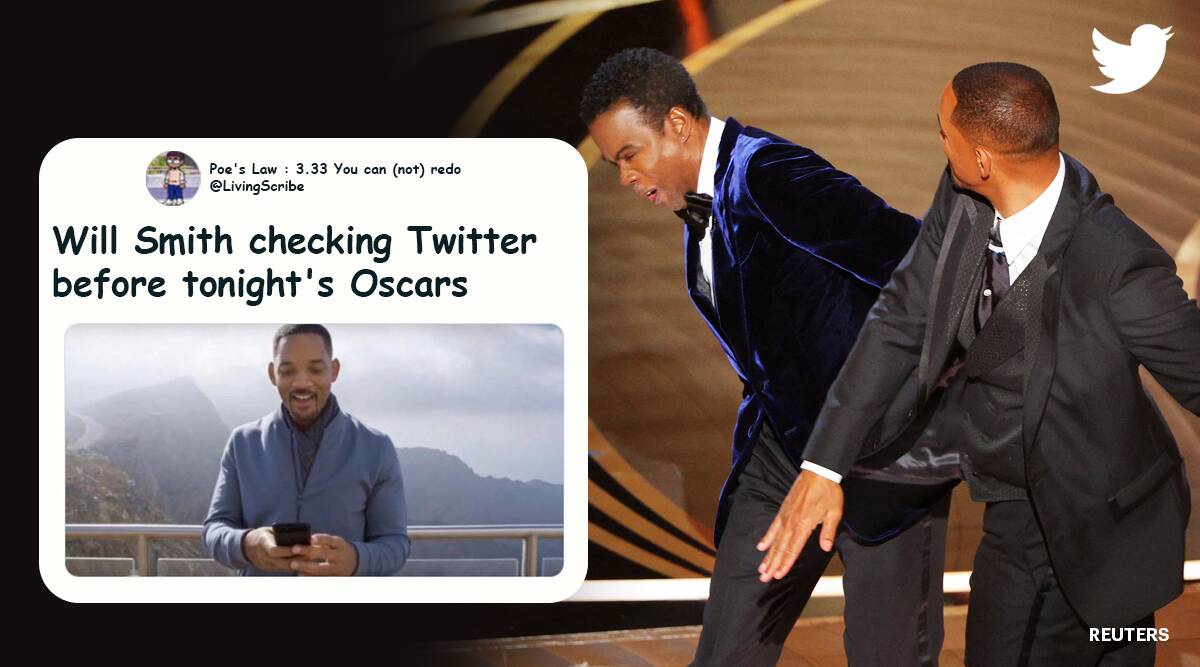 Poe's Law : 3.33 You can (not) redo
@LivingScribe
Will Smith checking Twitter
before tonight's Oscars
REUTERS